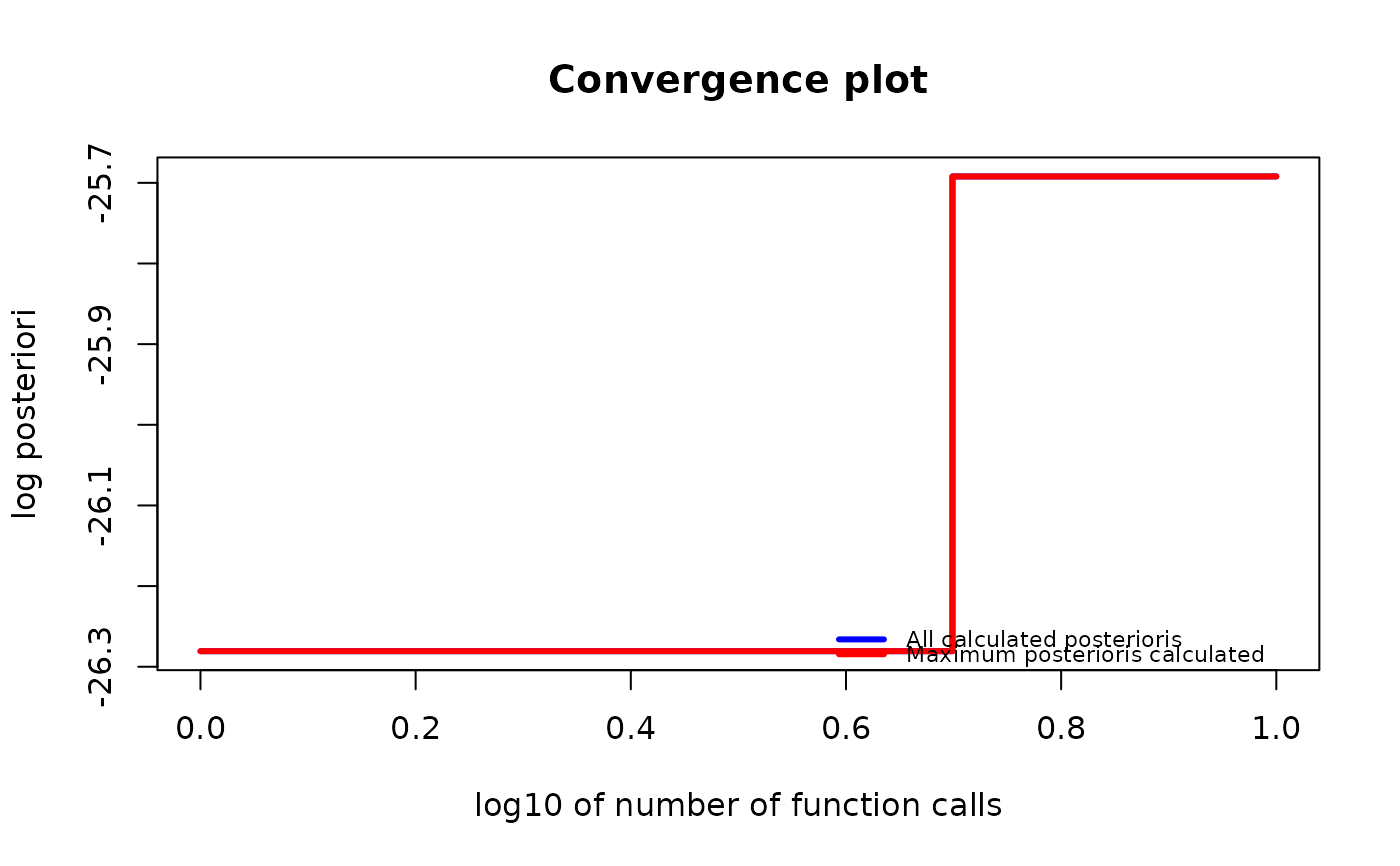 Convergence plot
log posteriori
-25.7
-25.9
-26.1
-26.3
All calculated posterioris
Maximum posterioris calculated
0.0 0.2 0.4 0.6 0.8 1.0
log10 of number of function calls